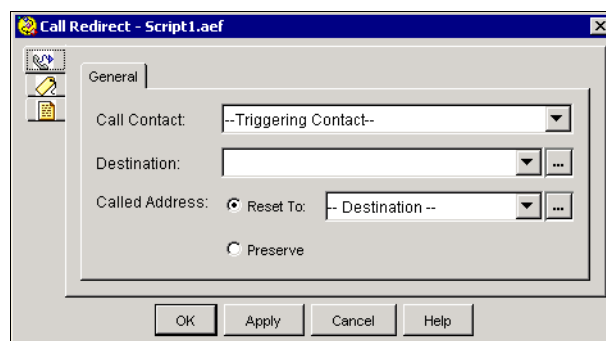 Call Redirect - Script1.aef
General
Call Contact: --Triggering Contact--
Destination: ...
Called Address: Reset To: -- Destination -- ...
Preserve
OK Apply Cancel Help